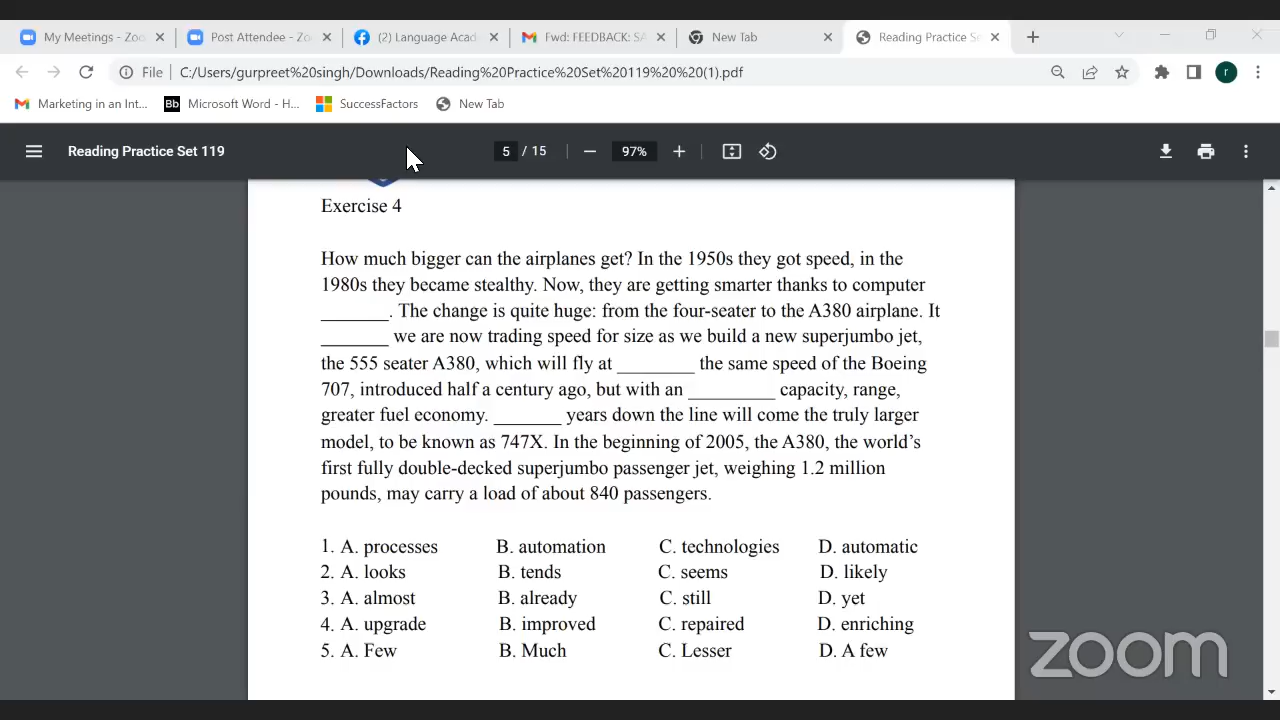 My Meetings - Zoo
Post Attendee - Zo
(2) Language Acad
Fwd: FEEDBACK: SA
New Tab
Reading Practice Se
File C:/Users/gurpreet%20singh/Downloads/Reading%20Practice%20Set%20119%20%20(1).pdf
r
Marketing in an Int...
Bb Microsoft Word - H...
SuccessFactors
New Tab
Reading Practice Set 119
5 / 15
97%
Exercise 4
How much bigger can the airplanes get? In the 1950s they got speed, in the
1980s they became stealthy. Now, they are getting smarter thanks to computer
_______. The change is quite huge: from the four-seater to the A380 airplane. It
_______ we are now trading speed for size as we build a new superjumbo jet,
the 555 seater A380, which will fly at ________ the same speed of the Boeing
707, introduced half a century ago, but with an _________ capacity, range,
greater fuel economy. _______ years down the line will come the truly larger
model, to be known as 747X. In the beginning of 2005, the A380, the world's
first fully double-decked superjumbo passenger jet, weighing 1.2 million
pounds, may carry a load of about 840 passengers.
1. A. processes B. automation C. technologies D. automatic
2. A. looks B. tends C. seems D. likely
3. A. almost B. already C. still D. yet
4. A. upgrade B. improved C. repaired D. enriching
5. A. Few B. Much C. Lesser D. A few
zoom